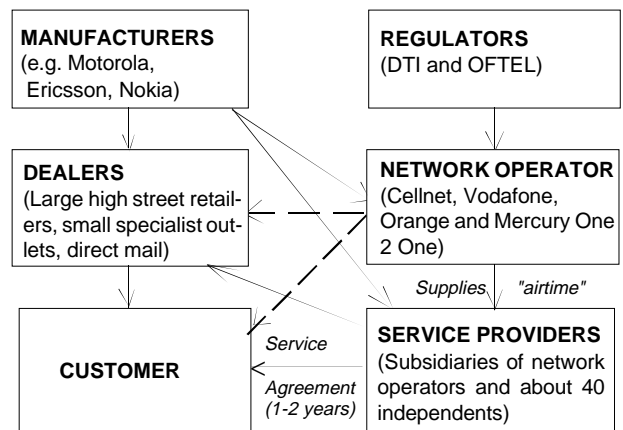 MANUFACTURERS
(e.g. Motorola,
Ericsson, Nokia)
REGULATORS
(DTI and OFTEL)
DEALERS
(Large high street retail-
ers, small specialist out-
lets, direct mail)
NETWORK OPERATOR
(Cellnet, Vodafone,
Orange and Mercury One
2 One)
Supplies "airtime"
CUSTOMER
Service
Agreement
(1-2 years)
SERVICE PROVIDERS
(Subsidiaries of network
operators and about 40
independents)